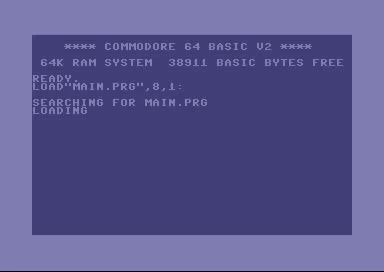 **** COMMODORE 64 BASIC V2 ****
64K RAM SYSTEM  38911 BASIC BYTES FREE
READY.
LOAD"MAIN.PRG",8,1:
SEARCHING FOR MAIN.PRG
LOADING